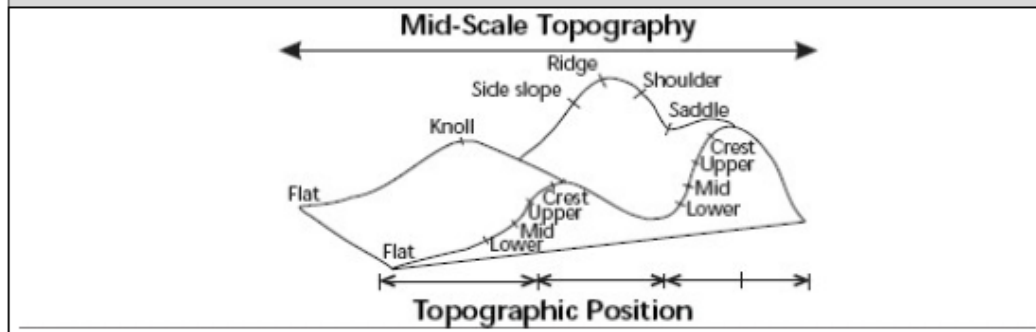 Mid-Scale Topography
Ridge
Shoulder
Side slope
Saddle
Knoll
Crest
Upper
Mid
Lower
Flat
Crest
Upper
Mid
Lower
Flat
Topographic Position